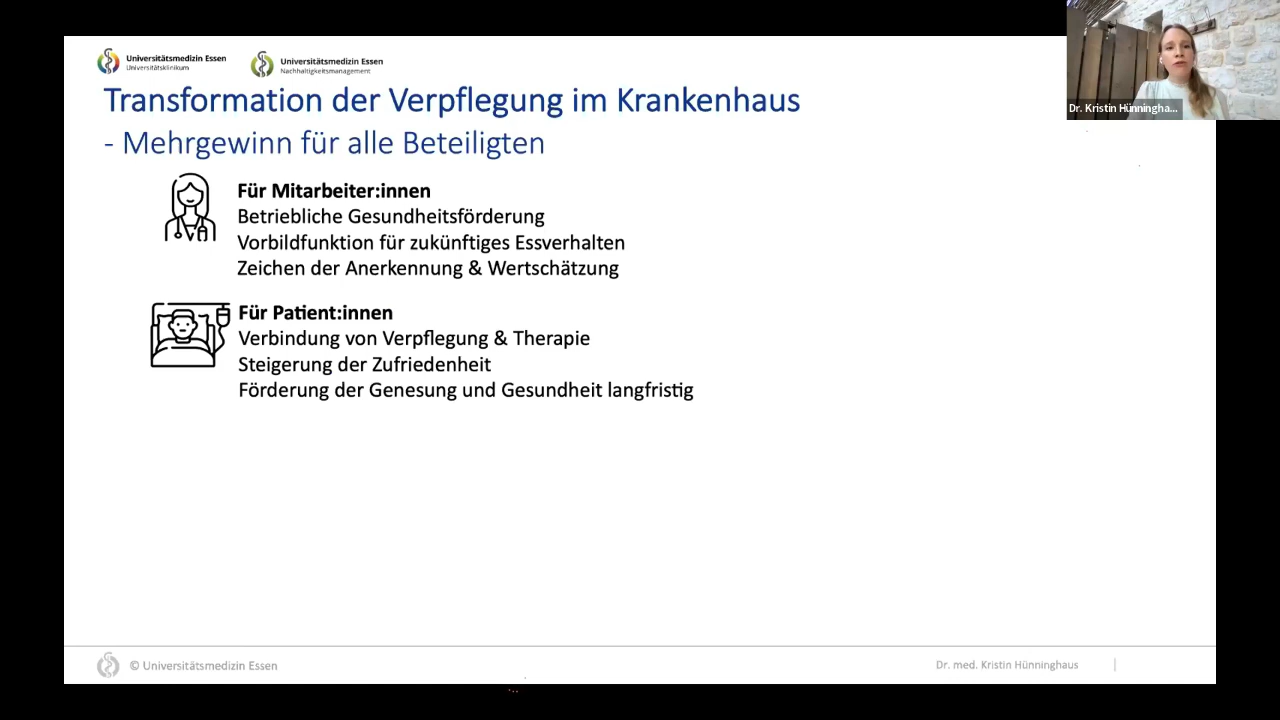 Universitätsmedizin Essen
Universitätsklinikum
Universitätsmedizin Essen
Nachhaltigkeitsmanagement
Transformation der Verpflegung im Krankenhaus
- Mehrgewinn für alle Beteiligten
Dr. Kristin Hünningha...
Für Mitarbeiter:innen
Betriebliche Gesundheitsförderung
Vorbildfunktion für zukünftiges Essverhalten
Zeichen der Anerkennung & Wertschätzung
Für Patient:innen
Verbindung von Verpflegung & Therapie
Steigerung der Zufriedenheit
Förderung der Genesung und Gesundheit langfristig
© Universitätsmedizin Essen
Dr. med. Kristin Hünninghaus